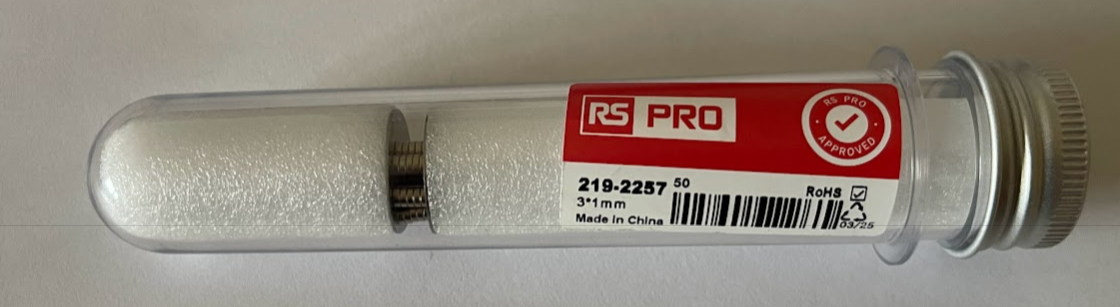 RS PRO
RS PRO
APPROVED
219-2257 50
RoHS
3*1mm
Made in China
03/25